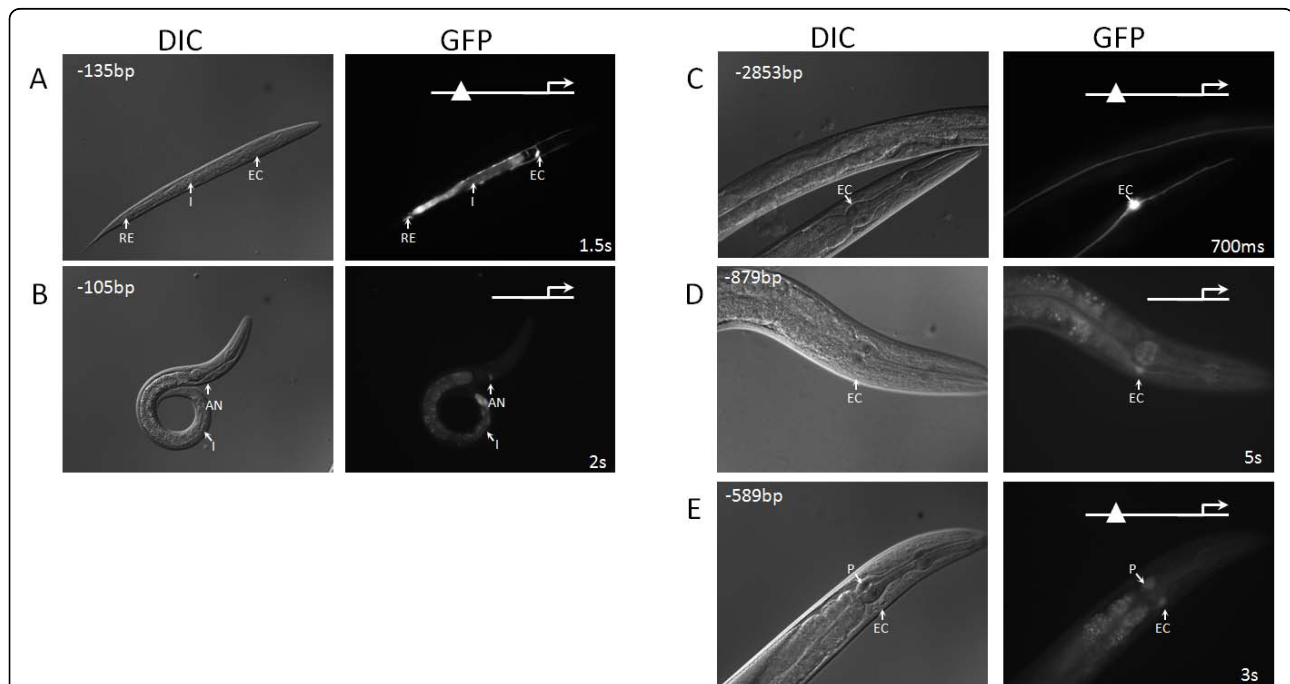 DIC GFP
A
-135bp
EC
I
RE
EC
I
RE
1.5s
B
-105bp
AN
I
AN
I
2s
DIC GFP
C
-2853bp
EC
EC
700ms
D
-879bp
EC
EC
5s
E
-589bp
P
EC
P
EC
3s